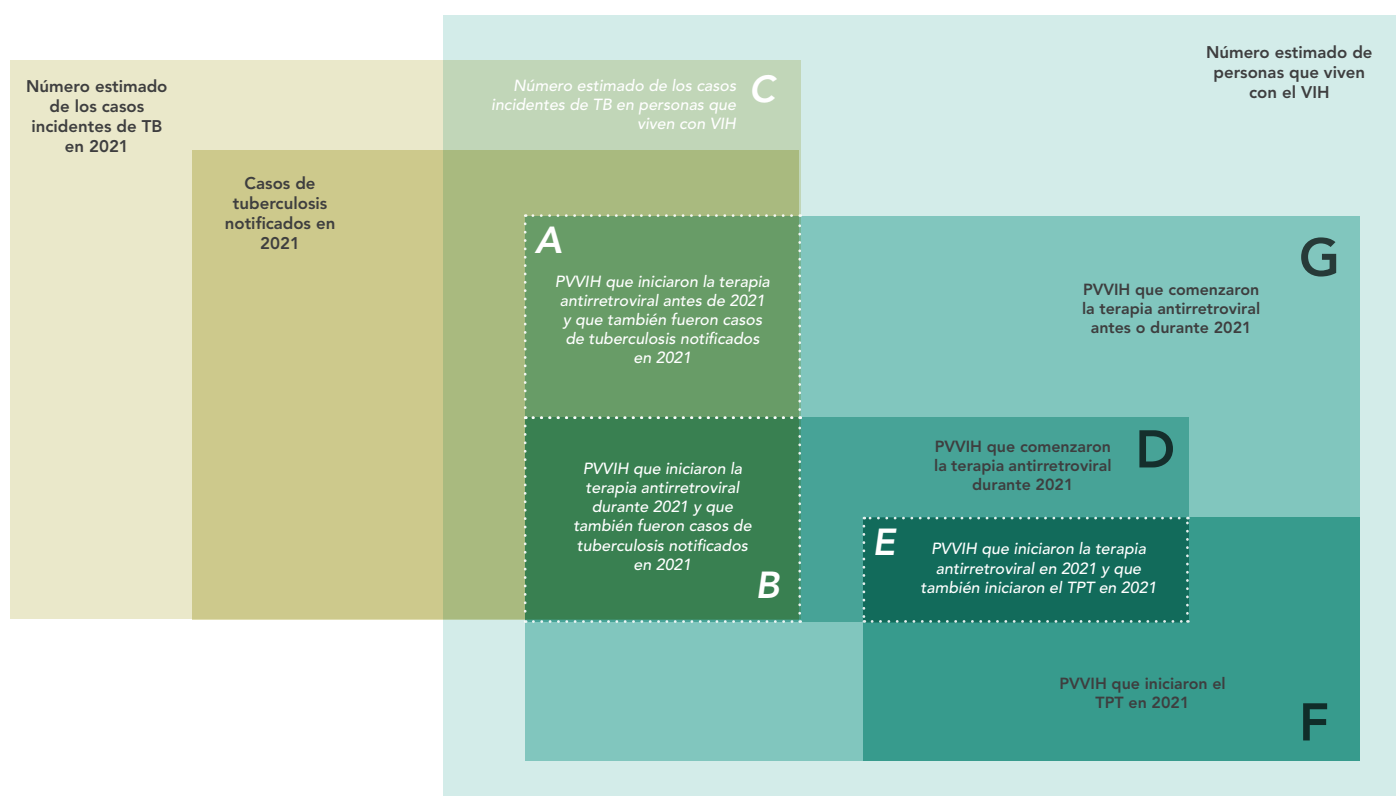 Número estimado
de los casos
incidentes de TB
en 2021
Casos de
tuberculosis
notificados en
2021
Número estimado de los casos
incidentes de TB en personas que
viven con VIH
C
Número estimado de
personas que viven
con el VIH
A
PVVIH que iniciaron la terapia
antirretroviral antes de 2021
y que también fueron casos
de tuberculosis notificados
en 2021
G
PVVIH que comenzaron
la terapia antirretroviral
antes o durante 2021
PVVIH que iniciaron la
terapia antirretroviral
durante 2021 y que
también fueron casos de
tuberculosis notificados
en 2021
B
PVVIH que comenzaron
la terapia antirretroviral
durante 2021
D
E
PVVIH que iniciaron la terapia
antirretroviral en 2021 y que
también iniciaron el TPT en 2021
PVVIH que iniciaron el
TPT en 2021
F